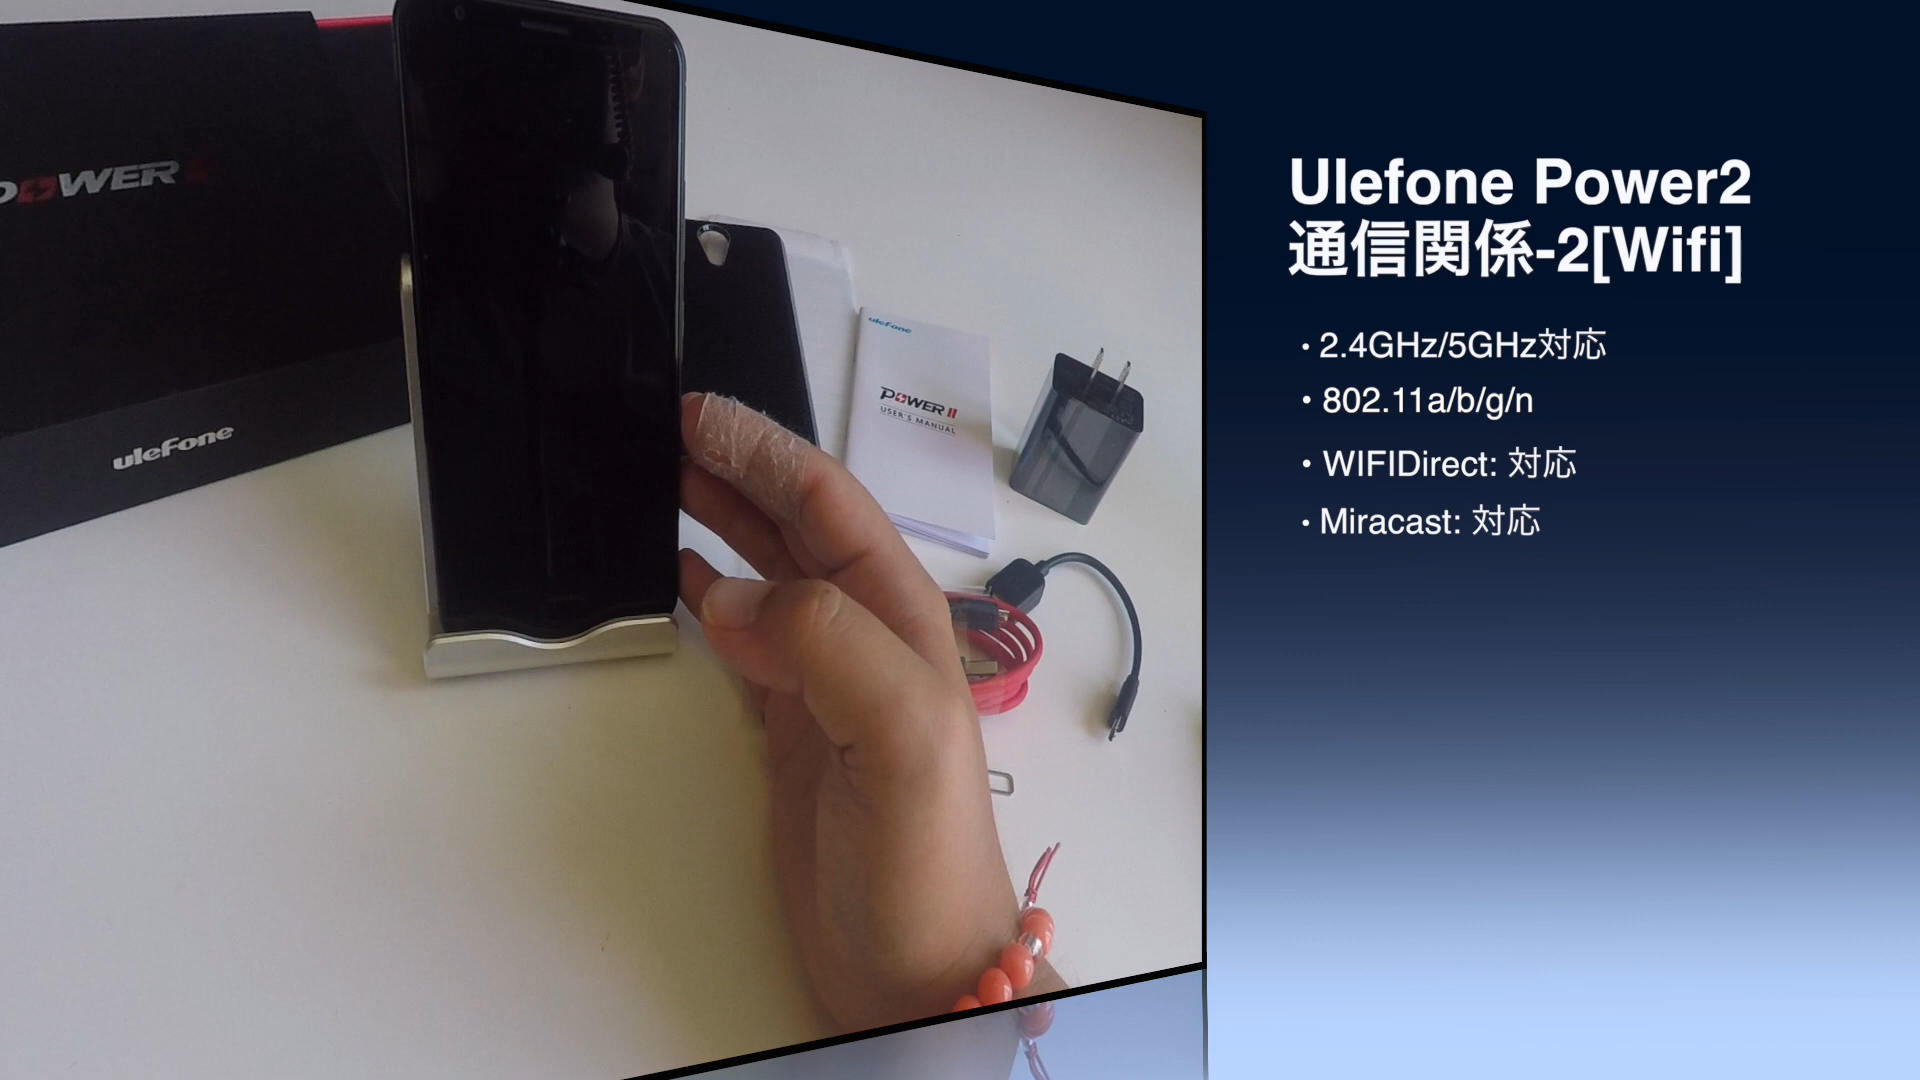 POWER
ulefone
ulefone
POWER II
USER'S MANUAL
Ulefone Power2
通信関係-2[Wifi]
・2.4GHz/5GHz対応
・802.11a/b/g/n
・WIFIDirect: 対応
・Miracast: 対応